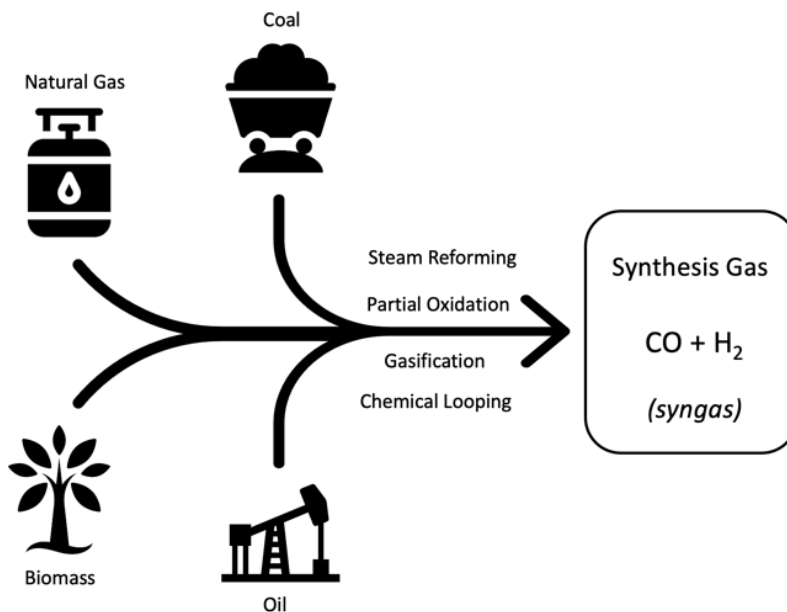 Coal
Natural Gas
Steam Reforming
Partial Oxidation
Gasification
Chemical Looping
Synthesis Gas
CO + H₂
(syngas)
Biomass
Oil